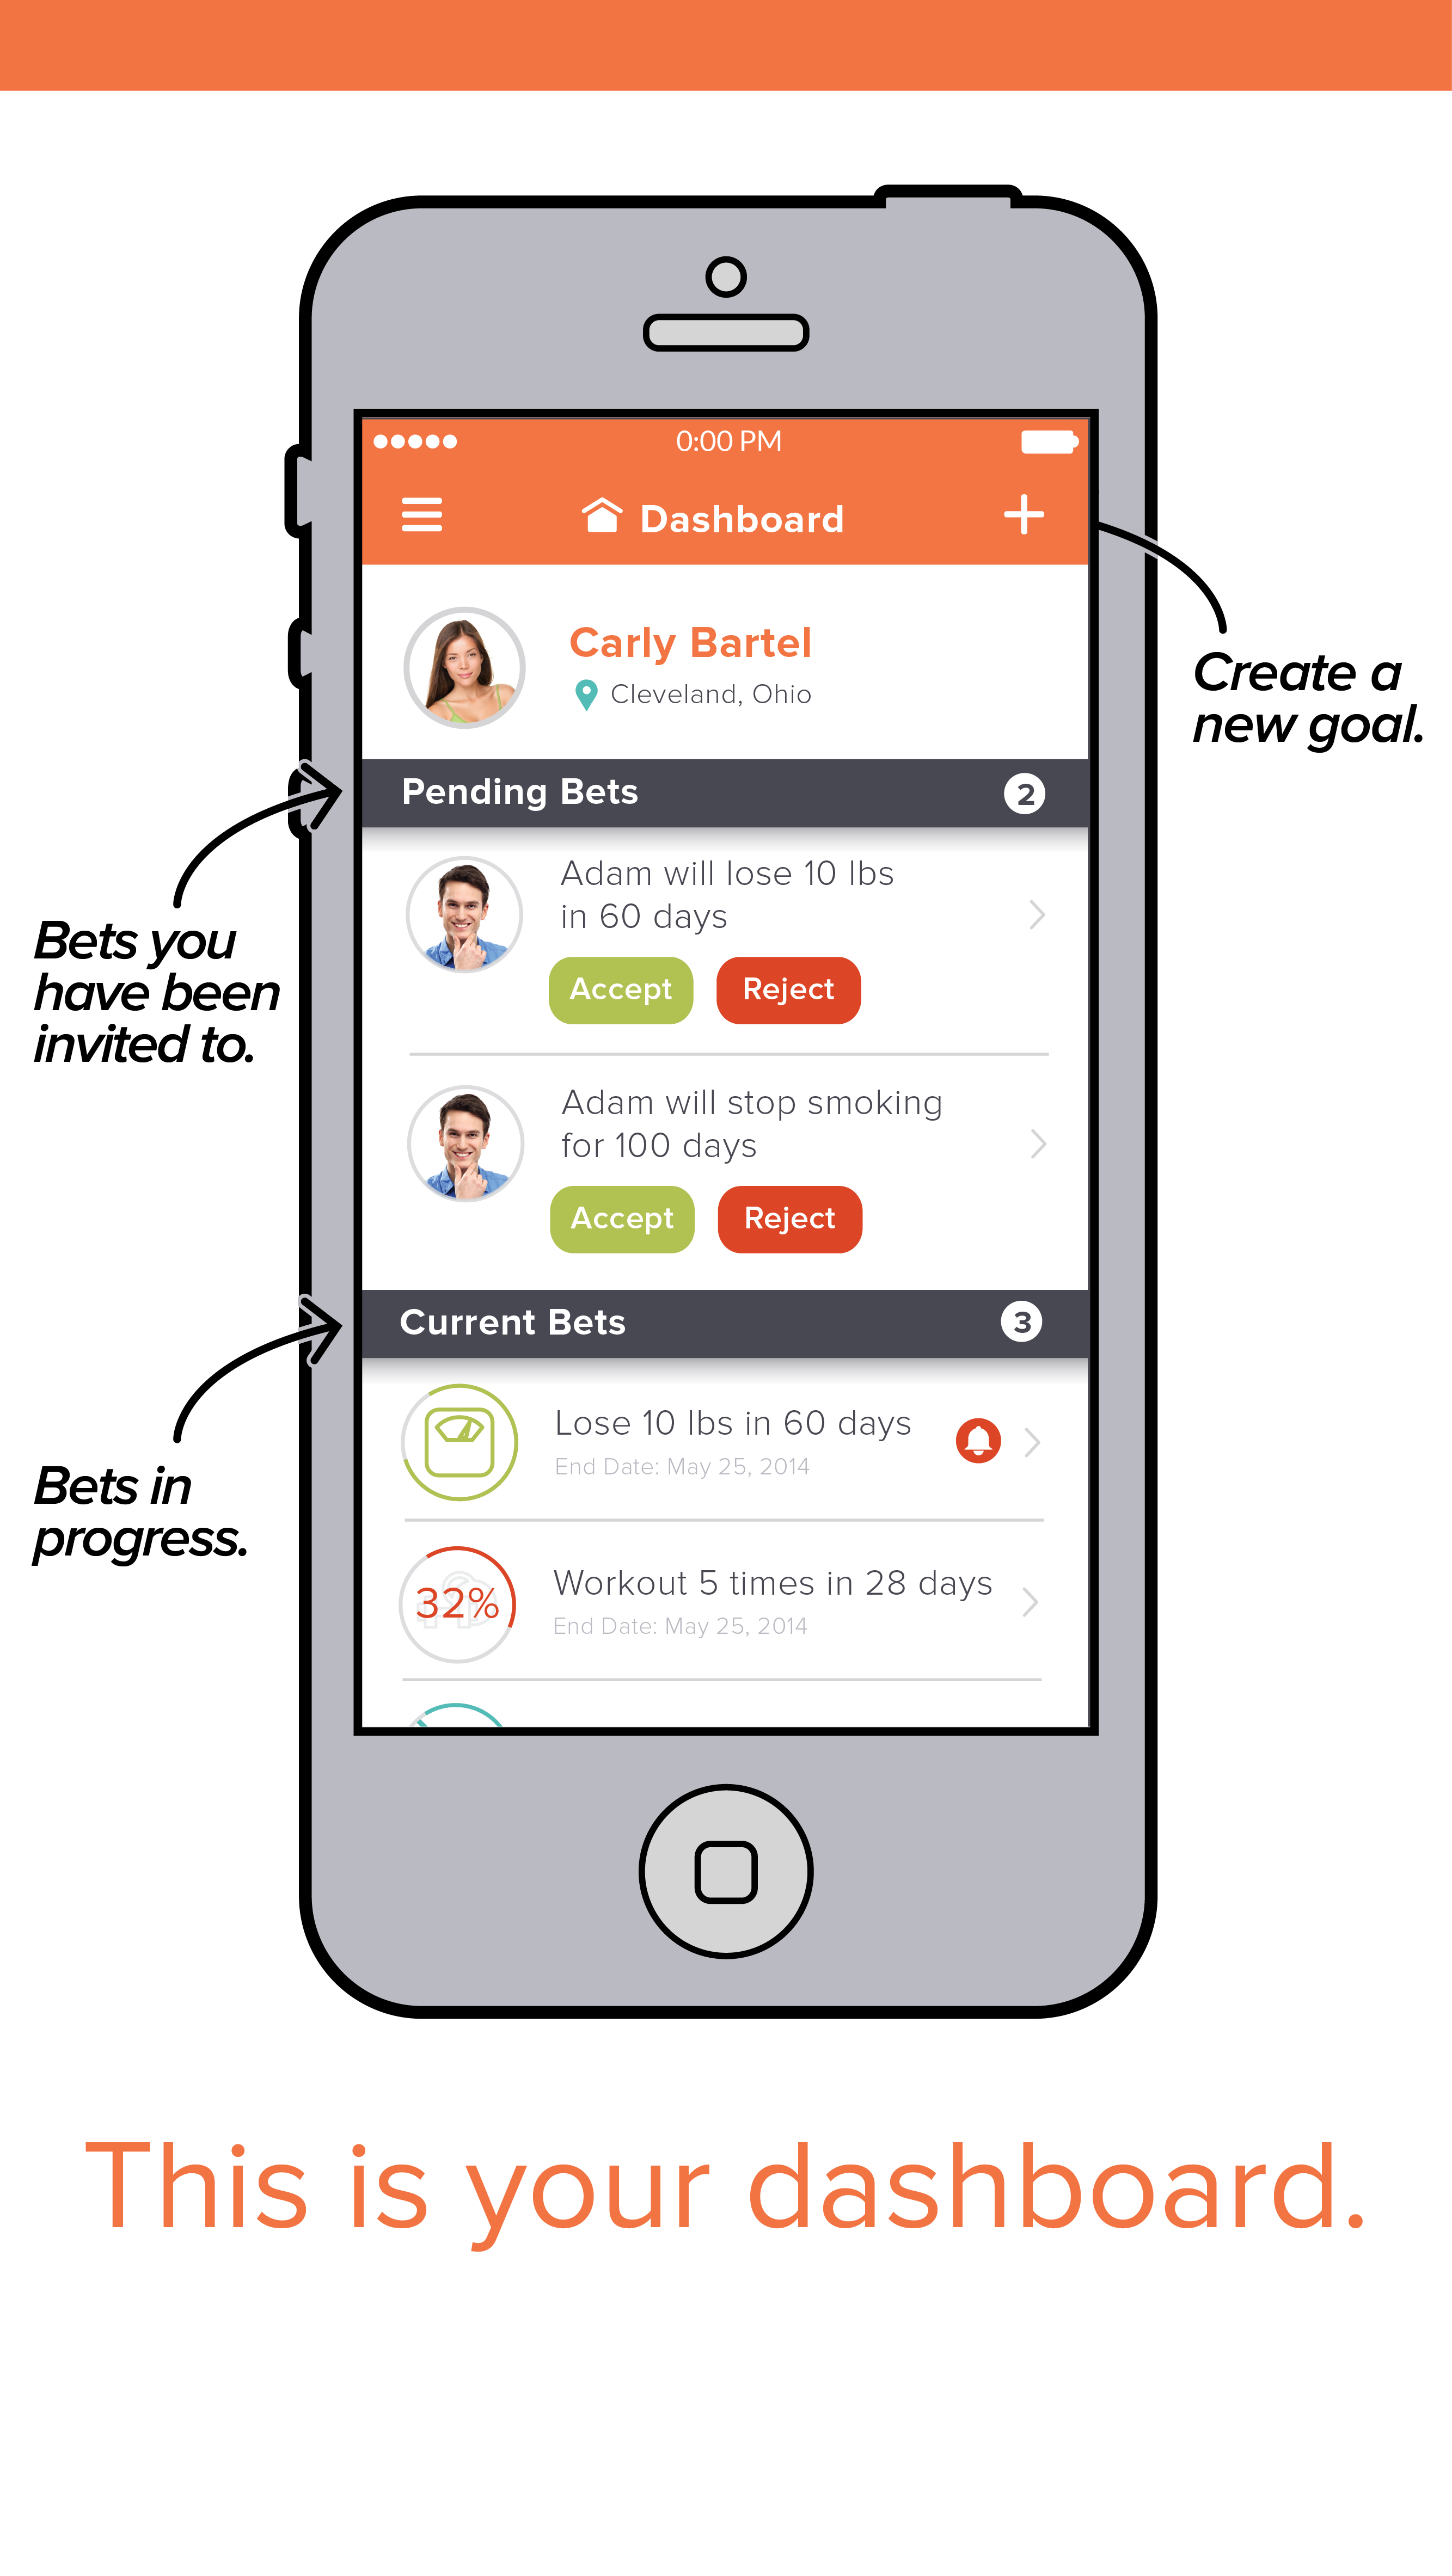 0:00 PM
Dashboard
Create a
new goal.
Carly Bartel
Cleveland, Ohio
Pending Bets 2
Bets you
have been
invited to.
Adam will lose 10 lbs
in 60 days
Accept Reject
Adam will stop smoking
for 100 days
Accept Reject
Current Bets 3
Bets in
progress.
Lose 10 lbs in 60 days
End Date: May 25, 2014
32%
Workout 5 times in 28 days
End Date: May 25, 2014
This is your dashboard.